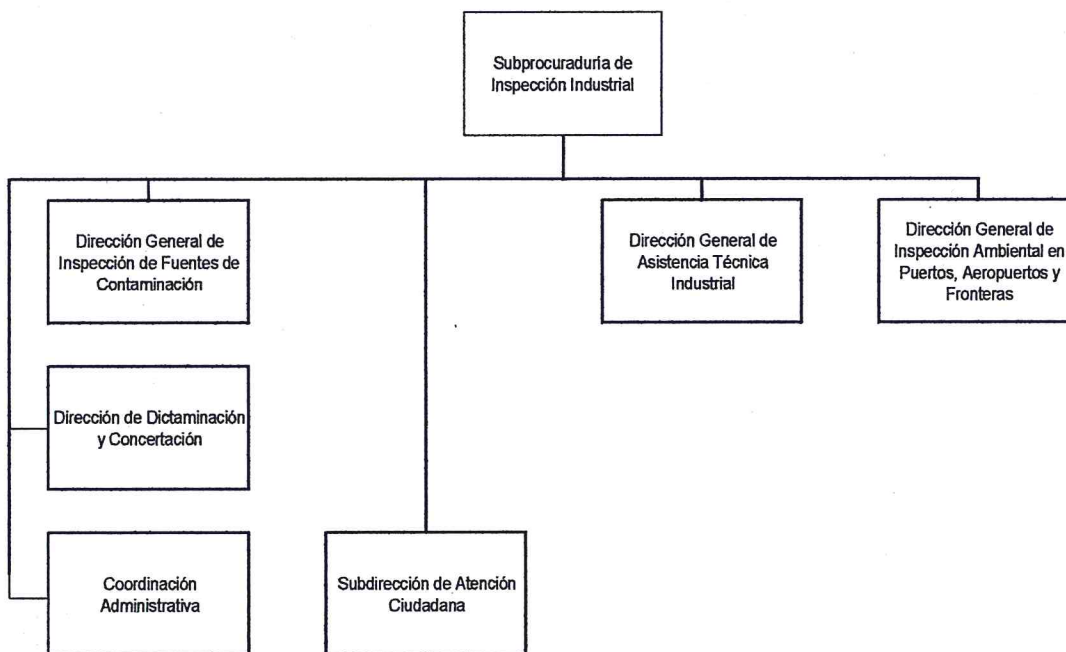 Subprocuraduría de
Inspección Industrial
Dirección General de
Inspección de Fuentes de
Contaminación
Dirección General de
Asistencia Técnica
Industrial
Dirección General de
Inspección Ambiental en
Puertos, Aeropuertos y
Fronteras
Dirección de Dictaminación
y Concertación
Coordinación
Administrativa
Subdirección de Atención
Ciudadana